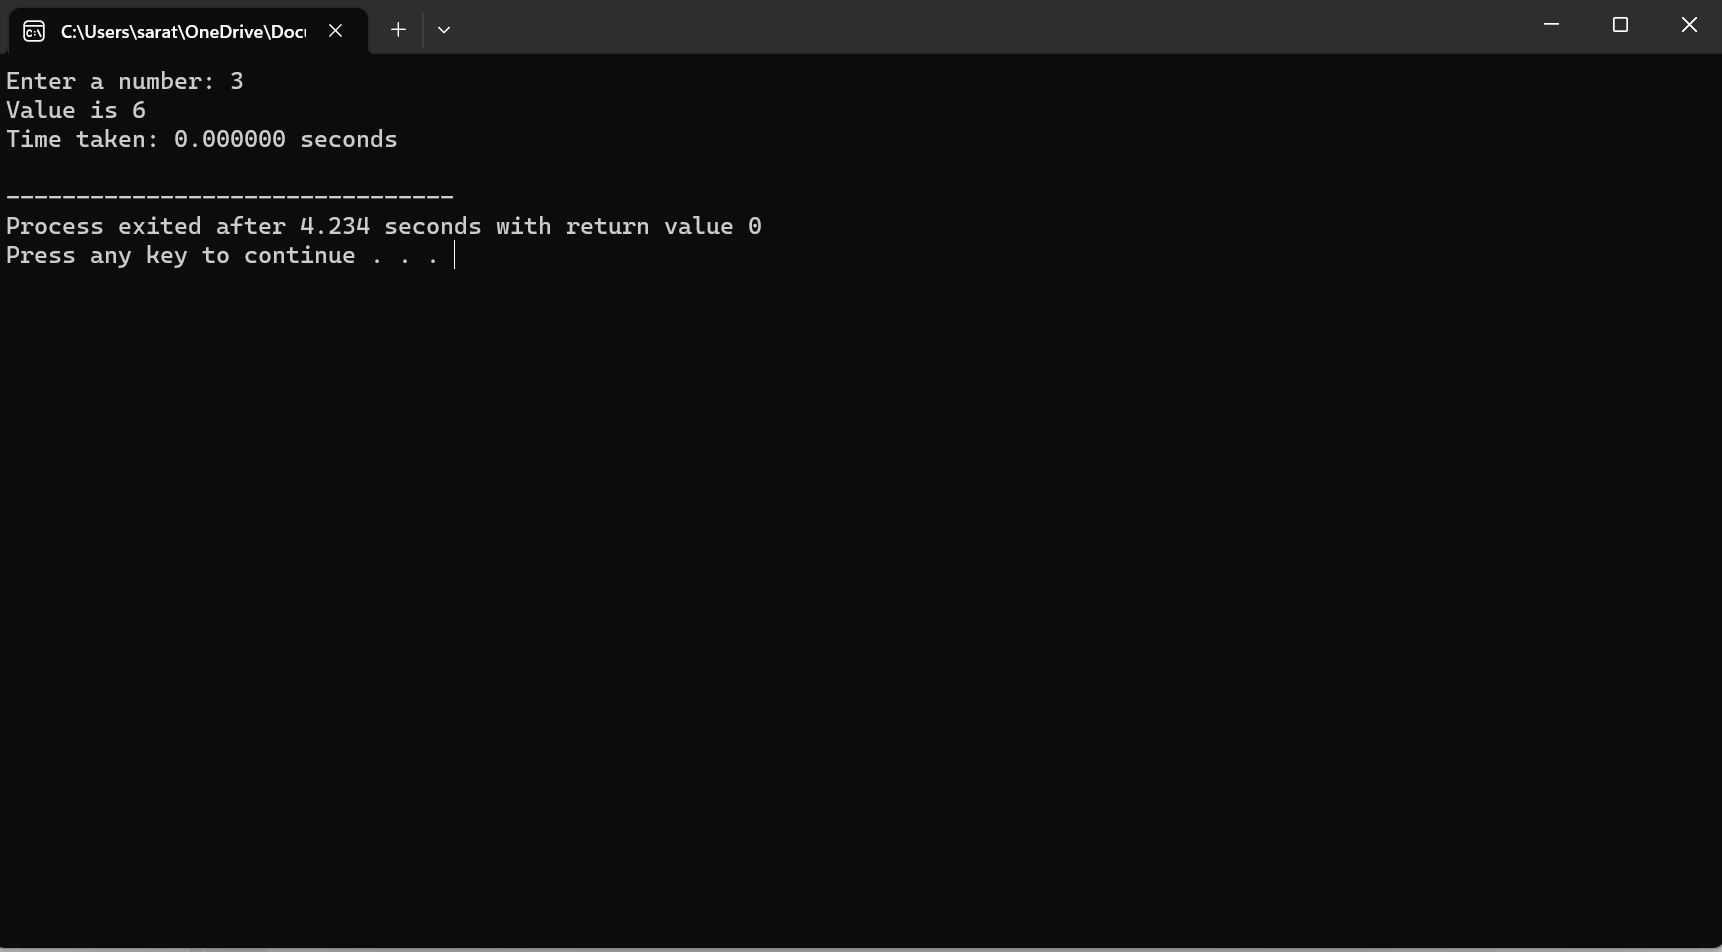 C:\Users\sarat\OneDrive\Doc
Enter a number: 3
Value is 6
Time taken: 0.000000 seconds
--------------------------------
Process exited after 4.234 seconds with return value 0
Press any key to continue . . .